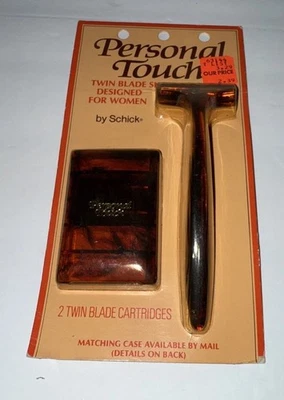 Personal
Touch
TWIN BLADE
DESIGNED
FOR WOMEN
by Schick®
OUR PRICE
Personal
Touch
2 TWIN BLADE CARTRIDGES
MATCHING CASE AVAILABLE BY MAIL
(DETAILS ON BACK)